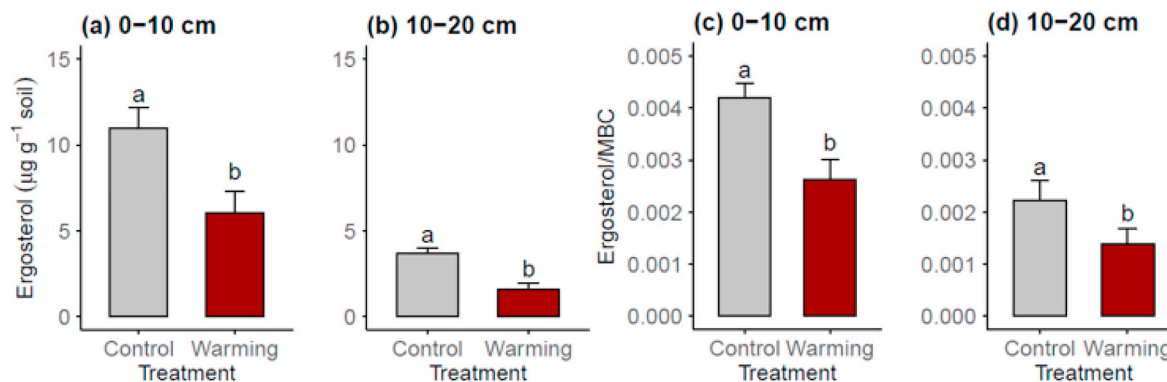 (a) 0−10 cm
(b) 10−20 cm
(c) 0−10 cm
(d) 10−20 cm
Ergosterol (μg g⁻¹ soil)
15
10
5
0
a
b
Control Warming
Treatment
15
10
5
0
a
b
Control Warming
Treatment
Ergosterol/MBC
0.005
0.004
0.003
0.002
0.001
0.000
a
b
Control Warming
Treatment
0.005
0.004
0.003
0.002
0.001
0.000
a
b
Control Warming
Treatment